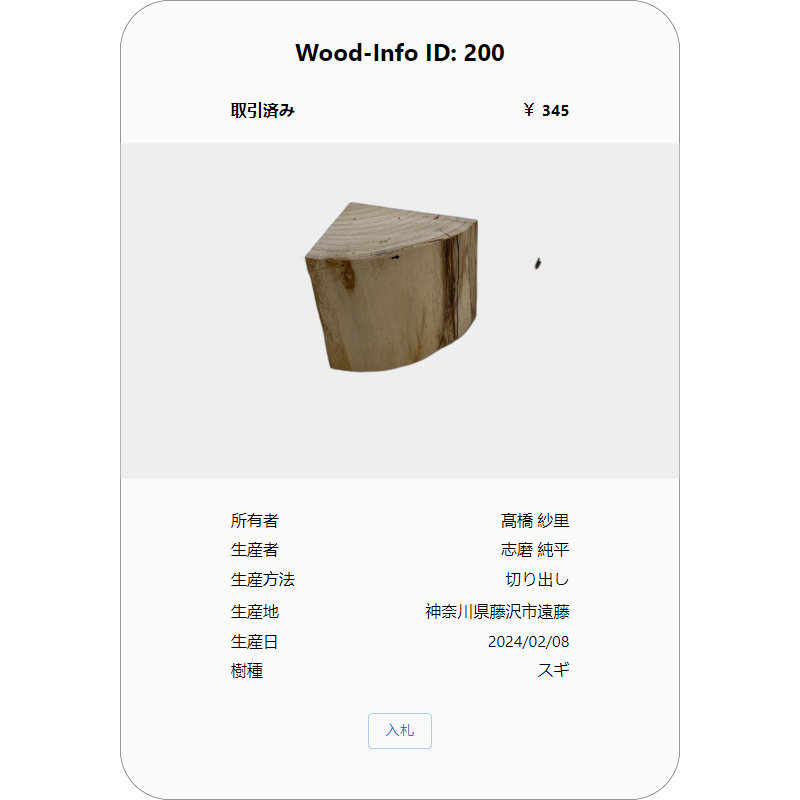 Wood-Info ID: 200
取引済み ￥ 345
所有者 髙橋 紗里
生産者 志磨 純平
生産方法 切り出し
生産地 神奈川県藤沢市遠藤
生産日 2024/02/08
樹種 スギ
入札